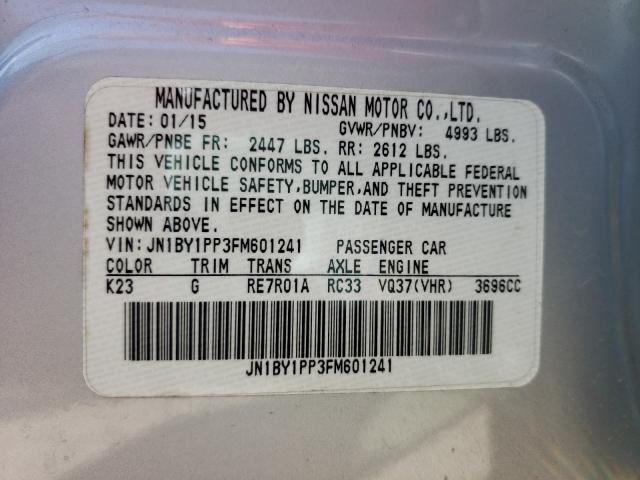 MANUFACTURED BY NISSAN MOTOR CO.,LTD.
DATE: 01/15 GVWR/PNBV: 4993 LBS.
GAWR/PNBE FR: 2447 LBS. RR: 2612 LBS.
THIS VEHICLE CONFORMS TO ALL APPLICABLE FEDERAL
MOTOR VEHICLE SAFETY,BUMPER,AND THEFT PREVENTION
STANDARDS IN EFFECT ON THE DATE OF MANUFACTURE
SHOWN ABOVE.
VIN:JN1BY1PP3FM601241 PASSENGER CAR
COLOR TRIM TRANS AXLE ENGINE
K23 G RE7R01A RC33 VQ37(VHR) 3696CC
JN1BY1PP3FM601241